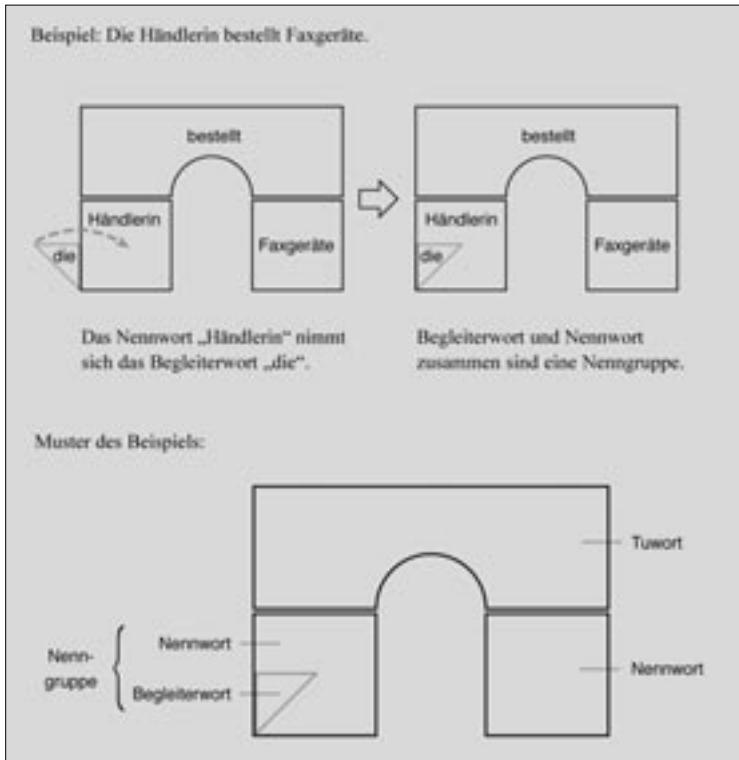 Beispiel: Die Händlerin bestellt Faxgeräte.
bestellt
Händlerin
die
Faxgeräte
bestellt
Händlerin
die
Faxgeräte
Das Nennwort „Händlerin“ nimmt
sich das Begleiterwort „die“.
Begleiterwort und Nennwort
zusammen sind eine Nenngruppe.
Muster des Beispiels:
Tuwort
Nenn-
gruppe
Nennwort
Begleiterwort
Nennwort